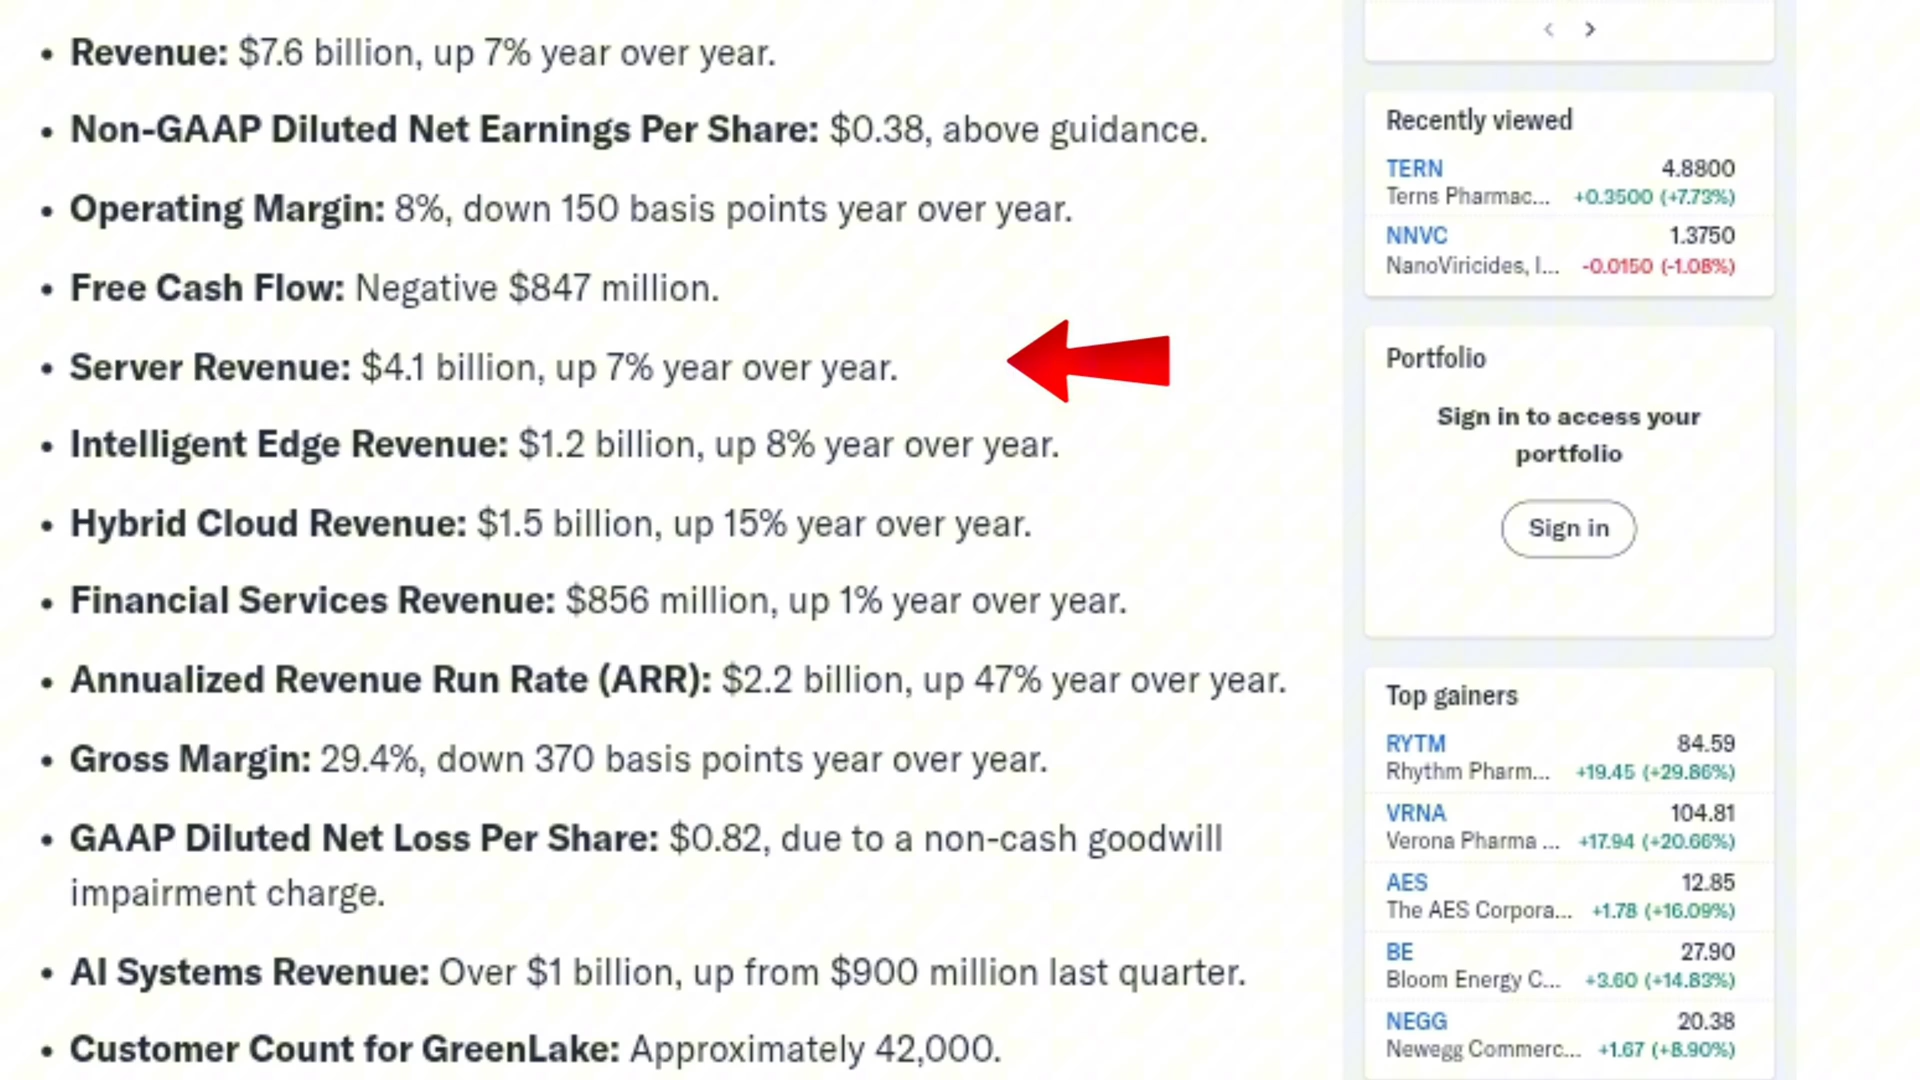 • Revenue: $7.6 billion, up 7% year over year.
• Non-GAAP Diluted Net Earnings Per Share: $0.38, above guidance.
• Operating Margin: 8%, down 150 basis points year over year.
• Free Cash Flow: Negative $847 million.
• Server Revenue: $4.1 billion, up 7% year over year.
• Intelligent Edge Revenue: $1.2 billion, up 8% year over year.
• Hybrid Cloud Revenue: $1.5 billion, up 15% year over year.
• Financial Services Revenue: $856 million, up 1% year over year.
• Annualized Revenue Run Rate (ARR): $2.2 billion, up 47% year over year.
• Gross Margin: 29.4%, down 370 basis points year over year.
• GAAP Diluted Net Loss Per Share: $0.82, due to a non-cash goodwill
impairment charge.
• AI Systems Revenue: Over $1 billion, up from $900 million last quarter.
• Customer Count for GreenLake: Approximately 42,000.
Recently viewed
TERN 4.8800
Terns Pharmac... +0.3500 (+7.73%)
NNVC 1.3750
NanoViricides, I... -0.0150 (-1.08%)
Portfolio
Sign in to access your
portfolio
Sign in
Top gainers
RYTM 84.59
Rhythm Pharm... +19.45 (+29.86%)
VRNA 104.81
Verona Pharma ... +17.94 (+20.66%)
AES 12.85
The AES Corpora... +1.78 (+16.09%)
BE 27.90
Bloom Energy C... +3.60 (+14.83%)
NEGG 20.38
Newegg Commerc... +1.67 (+8.90%)